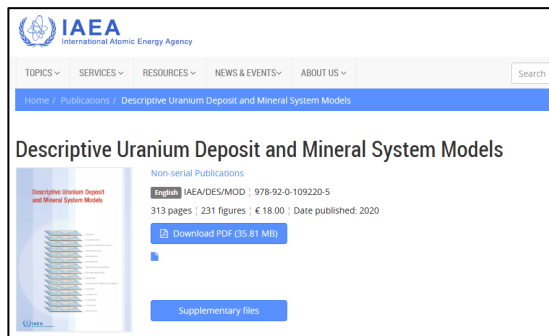 IAEA
International Atomic Energy Agency
TOPICS SERVICES RESOURCES NEWS & EVENTS ABOUT US Search
Home / Publications / Descriptive Uranium Deposit and Mineral System Models
Descriptive Uranium Deposit and Mineral System Models
Non-serial Publications
English IAEA/DES/MOD ¦ 978-92-0-109220-5
313 pages ¦ 231 figures ¦ € 18.00 ¦ Date published: 2020
Download PDF (35.81 MB)
Supplementary files
Descriptive Uranium Deposit
and Mineral System Models
IAEA